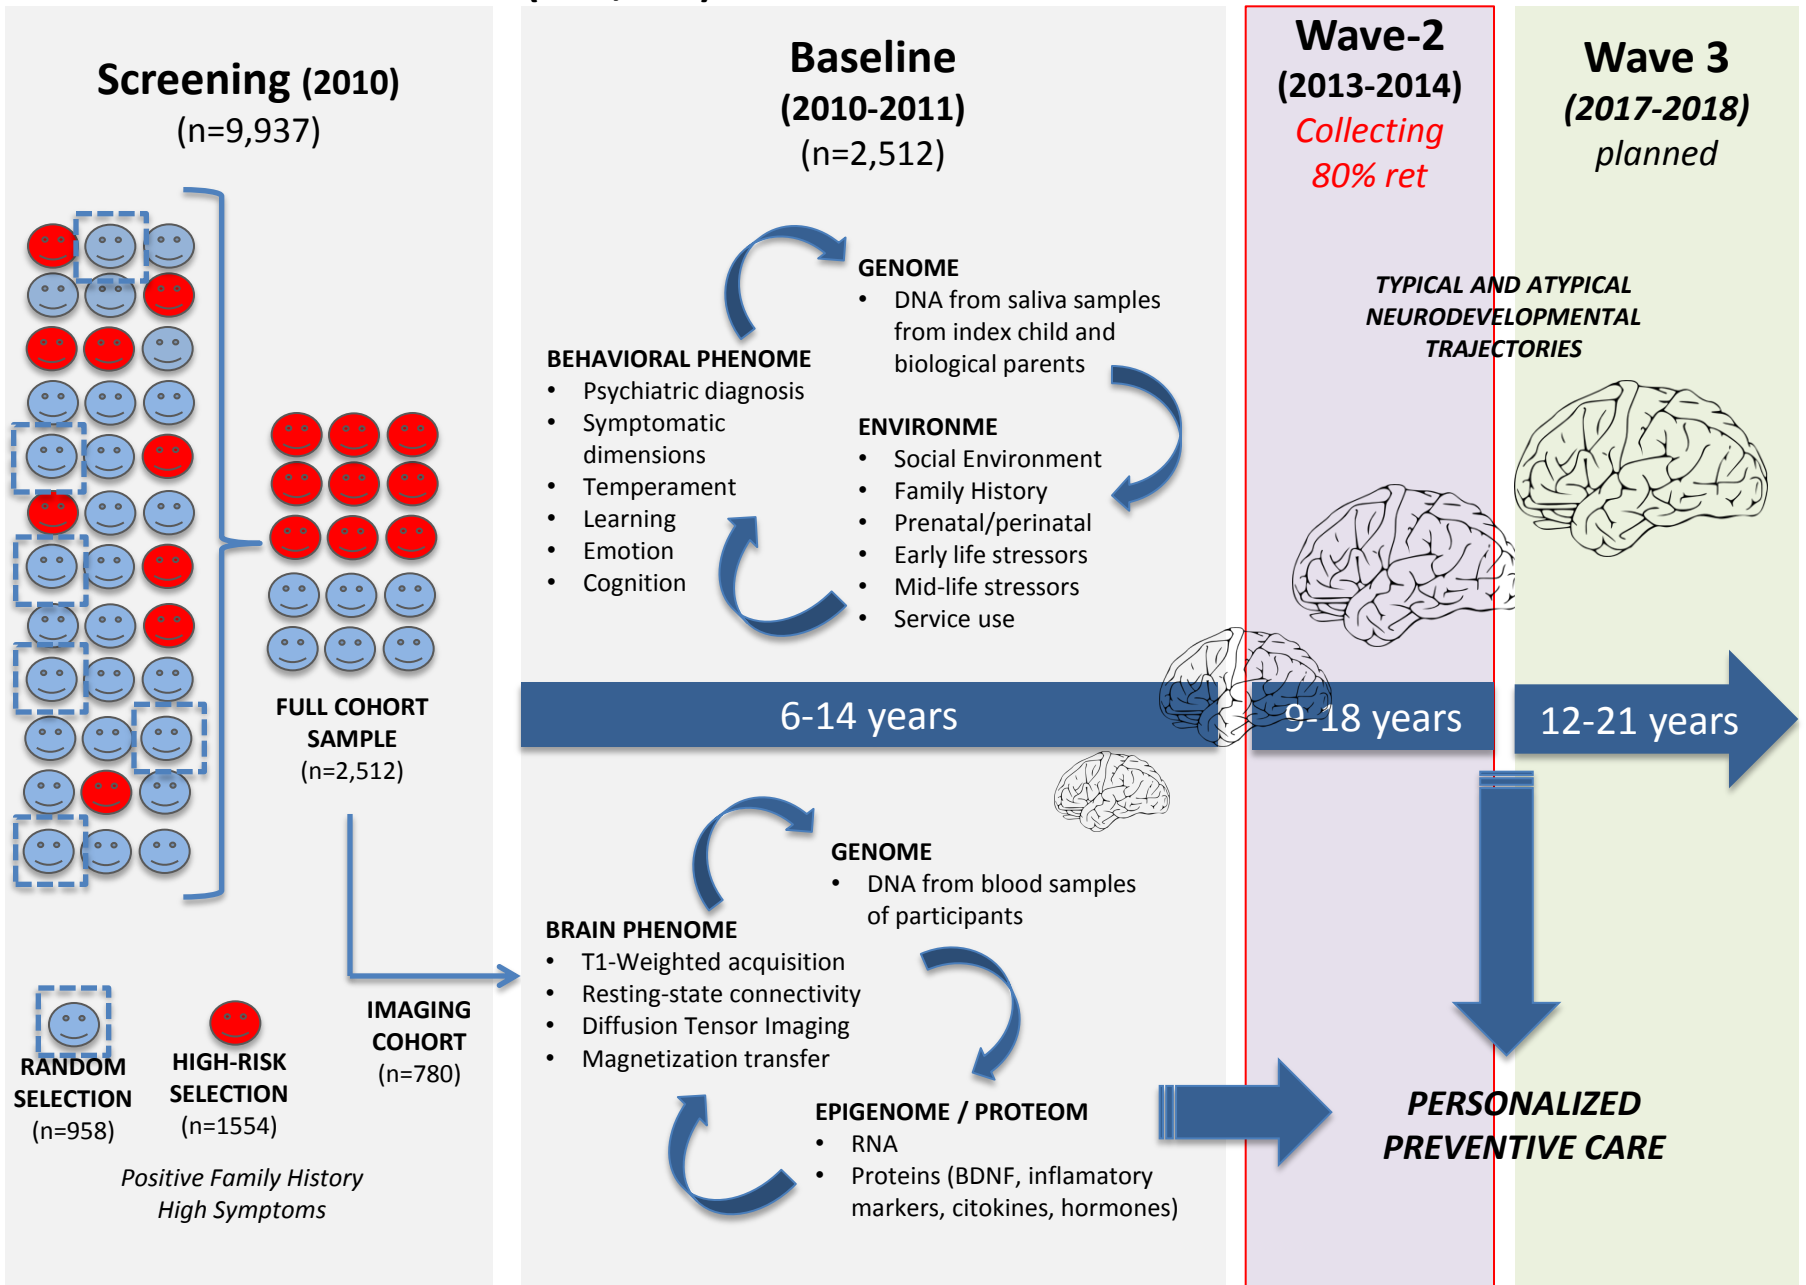 Screening (2010)
(n=9,937)
FULL COHORT
SAMPLE
(n=2,512)
RANDOM
SELECTION
(n=958)
HIGH-RISK
SELECTION
(n=1554)
Positive Family History
High Symptoms
IMAGING
COHORT
(n=780)
Baseline
(2010-2011)
(n=2,512)
BEHAVIORAL PHENOME
• Psychiatric diagnosis
• Symptomatic
dimensions
• Temperament
• Learning
• Emotion
• Cognition
GENOME
• DNA from saliva samples
from index child and
biological parents
ENVIRONME
• Social Environment
• Family History
• Prenatal/perinatal
• Early life stressors
• Mid-life stressors
• Service use
6-14 years
GENOME
• DNA from blood samples
of participants
BRAIN PHENOME
• T1-Weighted acquisition
• Resting-state connectivity
• Diffusion Tensor Imaging
• Magnetization transfer
EPIGENOME / PROTEOM
• RNA
• Proteins (BDNF, inflamatory
markers, citokines, hormones)
Wave-2
(2013-2014)
Collecting
80% ret
Wave 3
(2017-2018)
planned
TYPICAL AND ATYPICAL
NEURODEVELOPMENTAL
TRAJECTORIES
9-18 years
12-21 years
PERSONALIZED
PREVENTIVE CARE